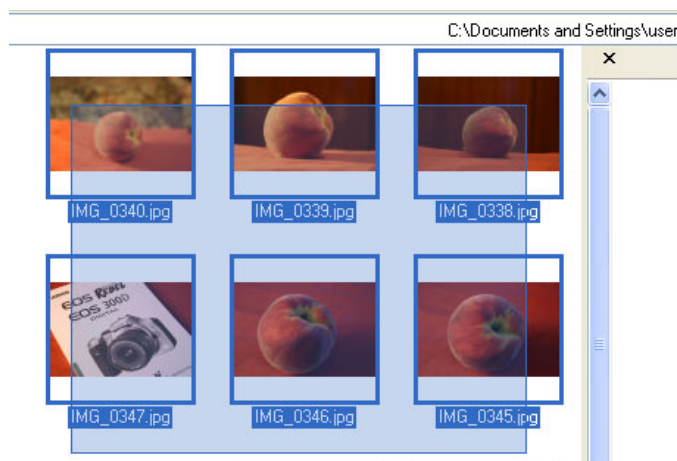 C:\Documents and Settings\user
IMG_0340.jpg
IMG_0339.jpg
IMG_0338.jpg
EOS Rebel
EOS 300D
DIGITAL
IMG_0347.jpg
IMG_0346.jpg
IMG_0345.jpg